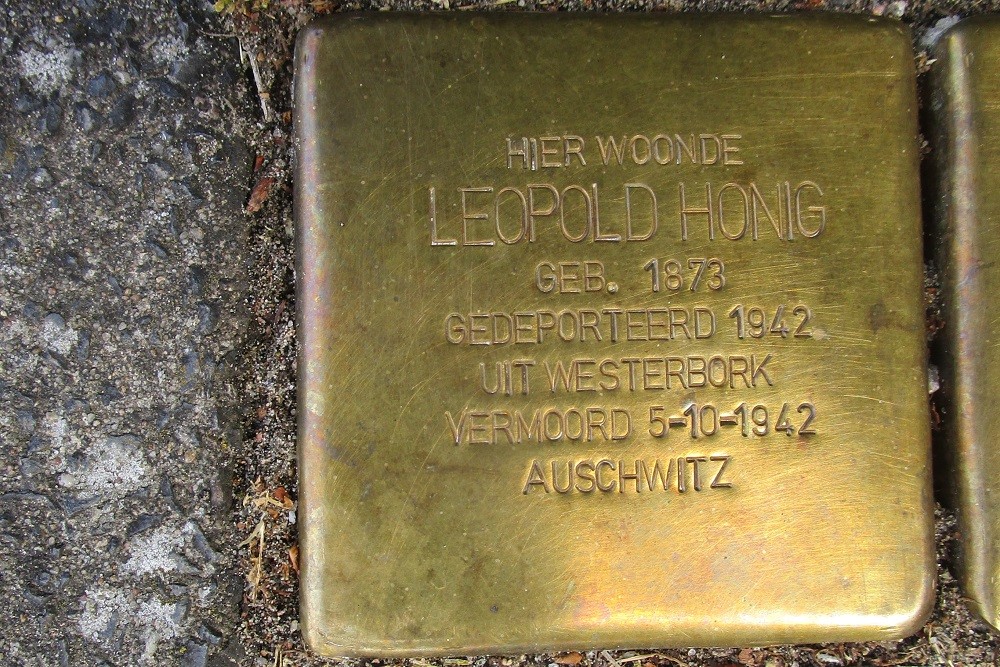 HIER WOONDE
LEOPOLD HONIG
GEB. 1873
GEDEPORTEERD 1942
UIT WESTERBORK
VERMOORD 5-10-1942
AUSCHWITZ